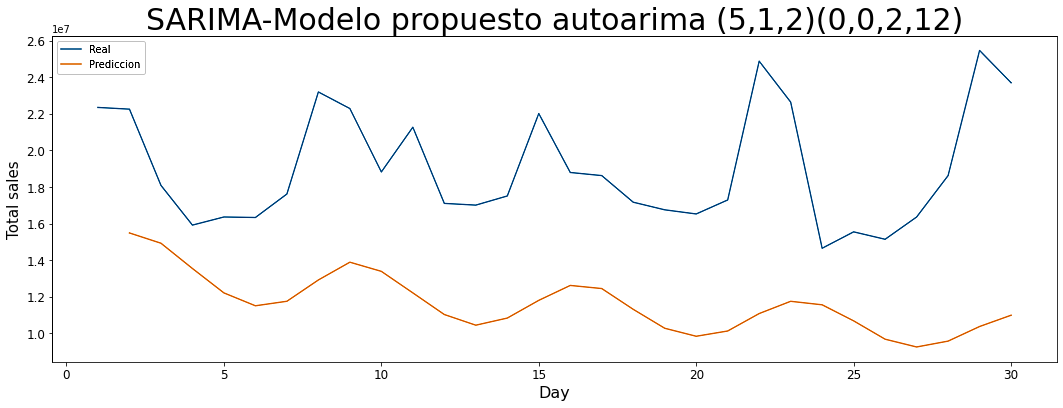 SARIMA-Modelo propuesto autoarima (5,1,2)(0,0,2,12)
1e7
Real
Prediccion
2.6
2.4
2.2
2.0
1.8
1.6
1.4
1.2
1.0
Total sales
0 5 10 15 20 25 30
Day